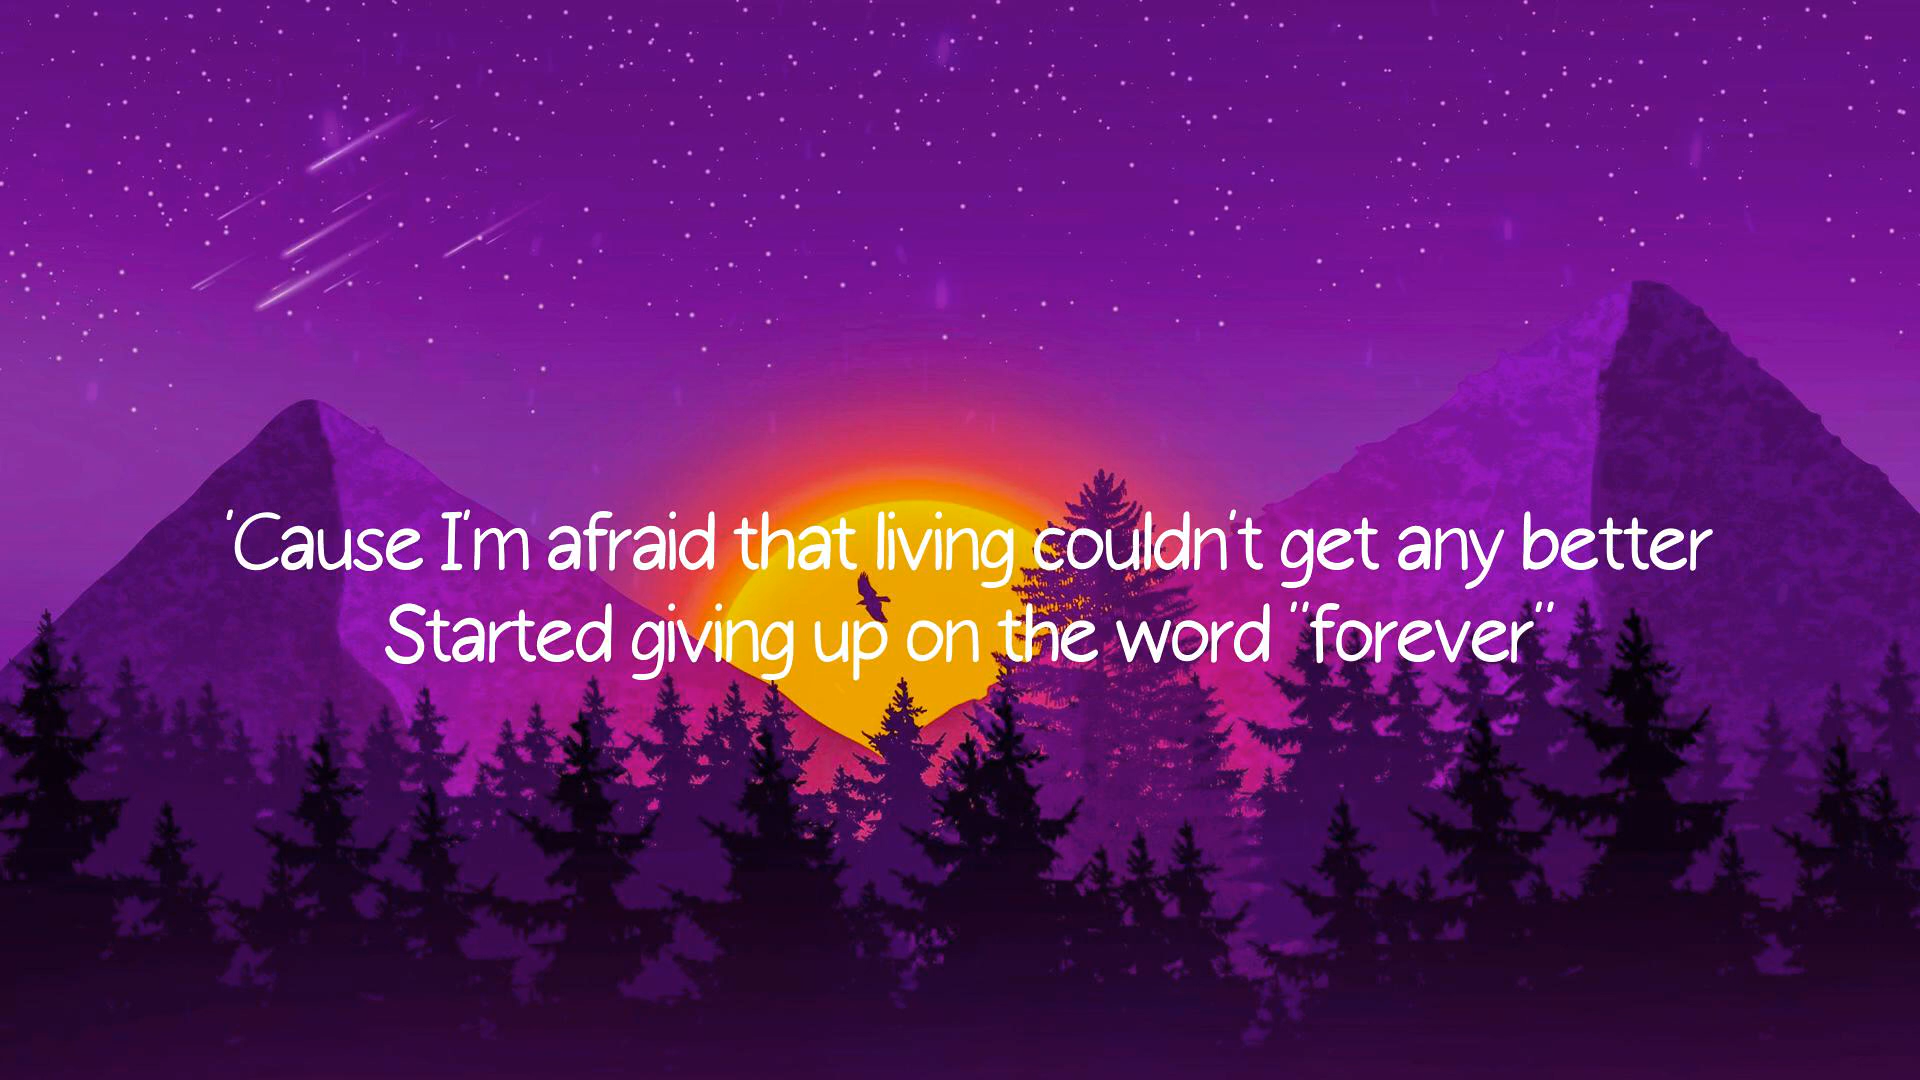 'Cause I'm afraid that living couldn't get any better
Started giving up on the word "forever"